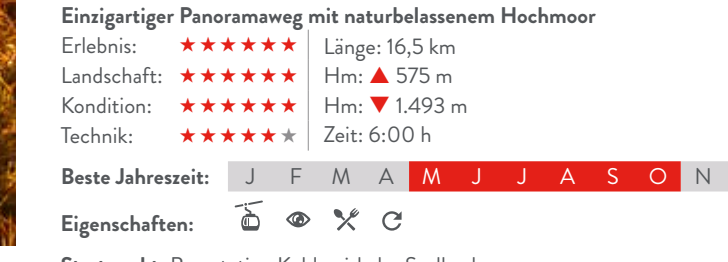 Einzigartiger Panoramaweg mit naturbelassenem Hochmoor
Erlebnis: ★★★★★★ Länge: 16,5 km
Landschaft: ★★★★★★ Hm: ▲ 575 m
Kondition: ★★★★★★ Hm: ▼ 1.493 m
Technik: ★★★★★★ Zeit: 6:00 h
Beste Jahreszeit: J F M A M J J A S O N
Eigenschaften: